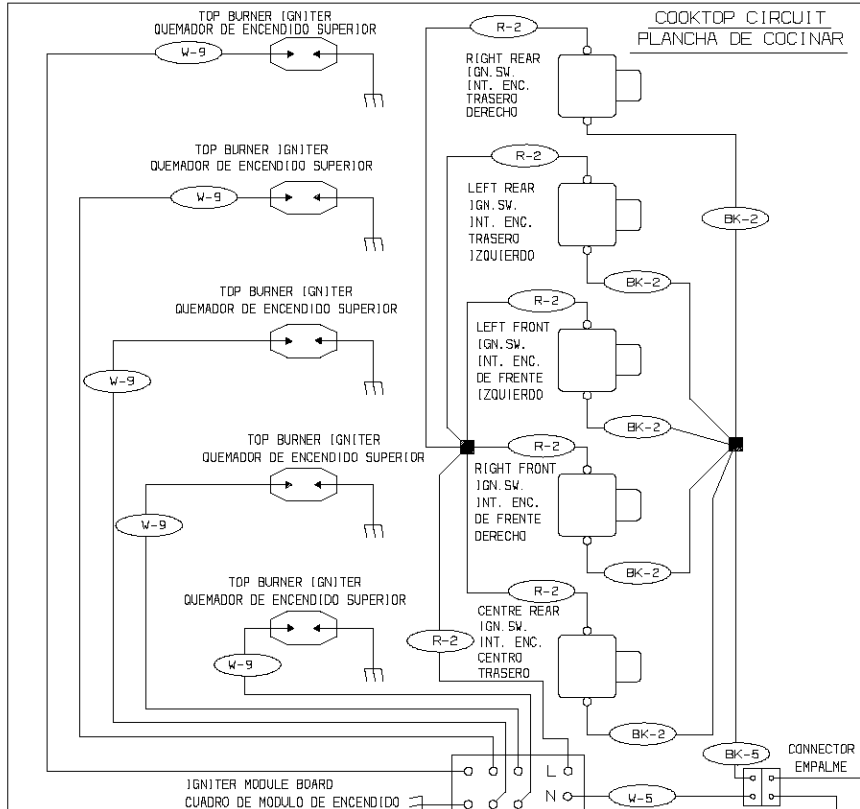 COOKTOP CIRCUIT
PLANCHA DE COCINAR
TOP BURNER IGNITER
QUEMADOR DE ENCENDIDO SUPERIOR
W-9
R-2
RIGHT REAR
IGN.SW.
INT. ENC.
TRASERO
DERECHO
TOP BURNER IGNITER
QUEMADOR DE ENCENDIDO SUPERIOR
W-9
R-2
LEFT REAR
IGN.SW.
INT. ENC.
TRASERO
IZQUIERDO
BK-2
BK-2
TOP BURNER IGNITER
QUEMADOR DE ENCENDIDO SUPERIOR
W-9
R-2
LEFT FRONT
IGN.SW.
INT. ENC.
DE FRENTE
IZQUIERDO
BK-2
TOP BURNER IGNITER
QUEMADOR DE ENCENDIDO SUPERIOR
W-9
R-2
RIGHT FRONT
IGN.SW.
INT. ENC.
DE FRENTE
DERECHO
BK-2
TOP BURNER IGNITER
QUEMADOR DE ENCENDIDO SUPERIOR
W-9
R-2
R-2
CENTRE REAR
IGN.SW.
INT. ENC.
CENTRO
TRASERO
BK-2
BK-5
CONNECTOR
EMPALME
IGNITER MODULE BOARD
CUADRO DE MODULO DE ENCENDIDO
L
N
W-5